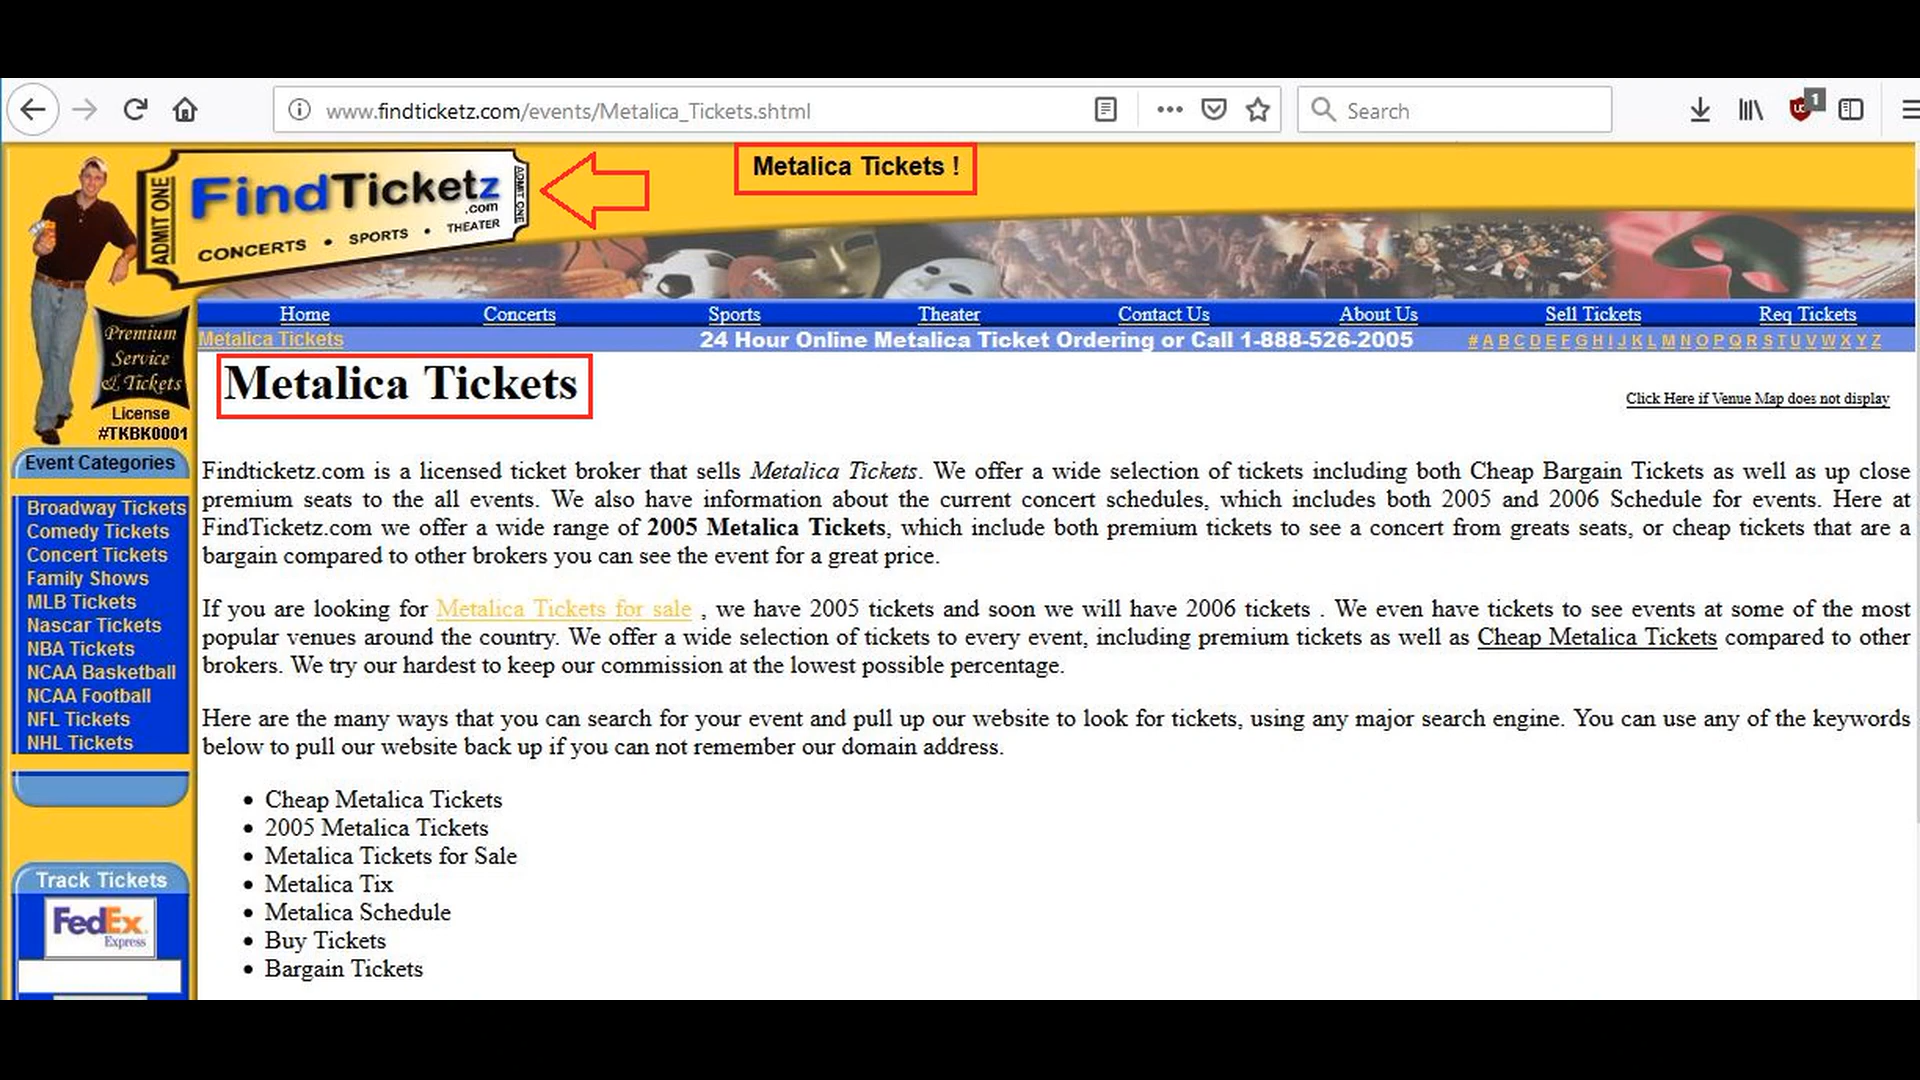 www.findticketz.com/events/Metalica_Tickets.shtml
Search
1
ADMIT ONE
FindTicketz
.com
CONCERTS • SPORTS • THEATER
ADMIT ONE
Metalica Tickets !
Home Concerts Sports Theater Contact Us About Us Sell Tickets Req Tickets
Metalica Tickets 24 Hour Online Metalica Ticket Ordering or Call 1-888-526-2005 # A B C D E F G H I J K L M N O P Q R S T U V W X Y Z
Premium
Service
& Tickets
License
#TKBK0001
Metalica Tickets
Click Here if Venue Map does not display
Event Categories
Broadway Tickets
Comedy Tickets
Concert Tickets
Family Shows
MLB Tickets
Nascar Tickets
NBA Tickets
NCAA Basketball
NCAA Football
NFL Tickets
NHL Tickets
Track Tickets
FedEx
Express
Findticketz.com is a licensed ticket broker that sells Metalica Tickets. We offer a wide selection of tickets including both Cheap Bargain Tickets as well as up close
premium seats to the all events. We also have information about the current concert schedules, which includes both 2005 and 2006 Schedule for events. Here at
FindTicketz.com we offer a wide range of 2005 Metalica Tickets, which include both premium tickets to see a concert from greats seats, or cheap tickets that are a
bargain compared to other brokers you can see the event for a great price.
If you are looking for Metalica Tickets for sale , we have 2005 tickets and soon we will have 2006 tickets . We even have tickets to see events at some of the most
popular venues around the country. We offer a wide selection of tickets to every event, including premium tickets as well as Cheap Metalica Tickets compared to other
brokers. We try our hardest to keep our commission at the lowest possible percentage.
Here are the many ways that you can search for your event and pull up our website to look for tickets, using any major search engine. You can use any of the keywords
below to pull our website back up if you can not remember our domain address.
• Cheap Metalica Tickets
• 2005 Metalica Tickets
• Metalica Tickets for Sale
• Metalica Tix
• Metalica Schedule
• Buy Tickets
• Bargain Tickets